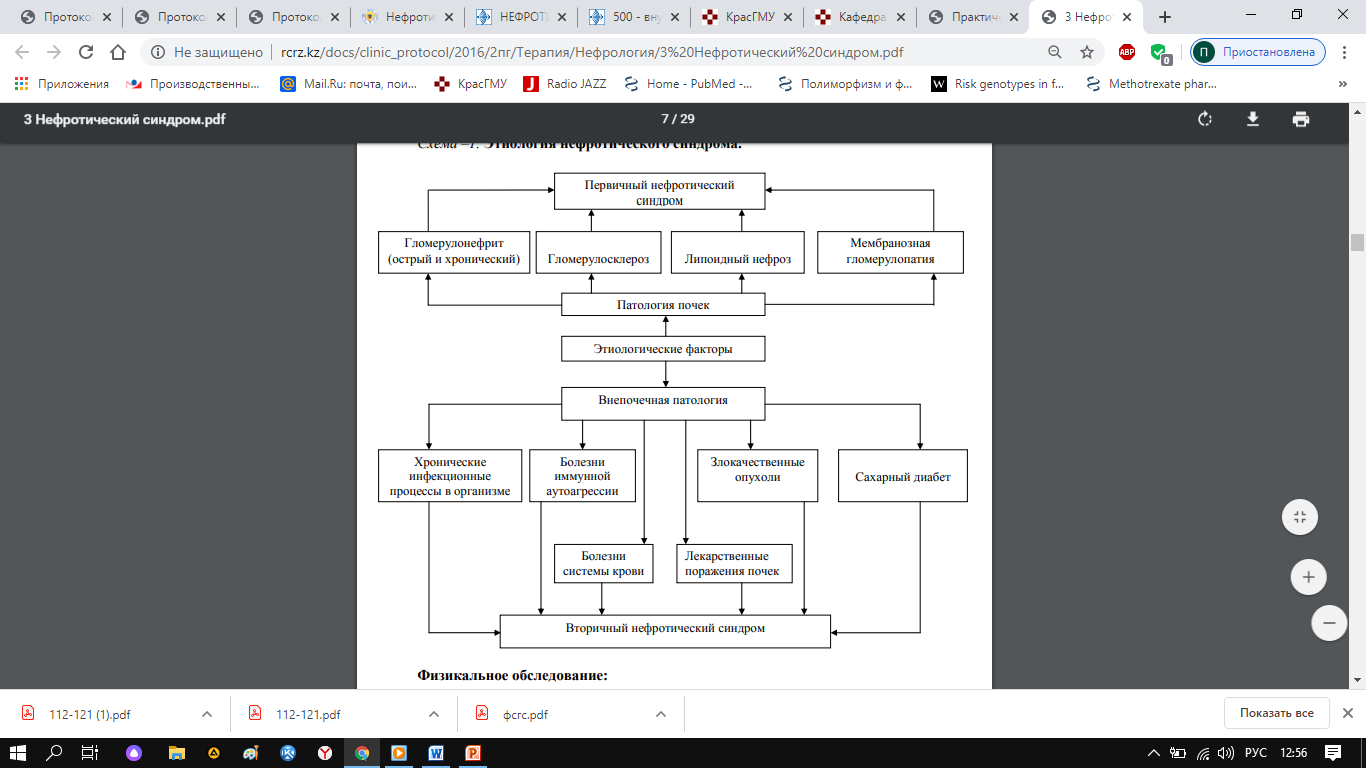 Протоко
Протоко
Протоко
Нефроти
НЕФРОТИ
500 - вну
КрасГМУ
Кафедра
Практиче
3 Нефро
Не защищено
rcrz.kz/docs/clinic_protocol/2016/2пг/Терапия/Нефрология/3%20Нефротический%20синдром.pdf
ABP
0
П
Приостановлена
Приложения
Производственны...
Mail.Ru: почта, пои...
КрасГМУ
Radio JAZZ
Home - PubMed -...
Полиморфизм и ф...
Risk genotypes in f...
Methotrexate phar...
»
3 Нефротический синдром.pdf
7 / 29
Схема –1. Этиология нефротического синдрома.
Первичный нефротический
синдром
Гломерулонефрит
(острый и хронический)
Гломерулосклероз
Липоидный нефроз
Мембранозная
гломерулопатия
Патология почек
Этиологические факторы
Внепочечная патология
Хронические
инфекционные
процессы в организме
Болезни
иммунной
аутоагрессии
Злокачественные
опухоли
Сахарный диабет
Болезни
системы крови
Лекарственные
поражения почек
Вторичный нефротический синдром
Физикальное обследование:
112-121 (1).pdf
112-121.pdf
фсгс.pdf
Показать все
РУС
12:56